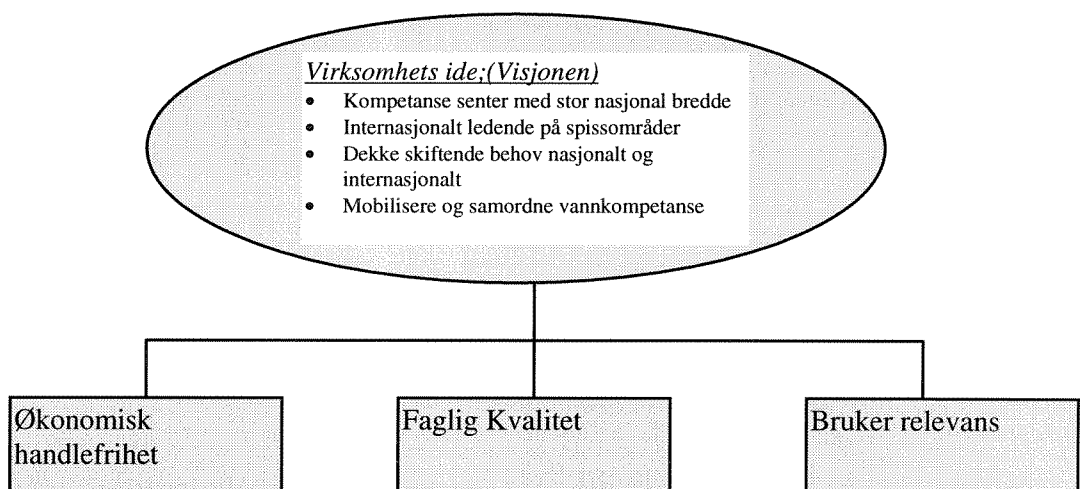 Virksomhets ide;(Visjonen)
• Kompetanse senter med stor nasjonal bredde
• Internasjonalt ledende på spissområder
• Dekke skiftende behov nasjonalt og
internasjonalt
• Mobilisere og samordne vannkompetanse
Økonomisk
handlefrihet
Faglig Kvalitet
Bruker relevans